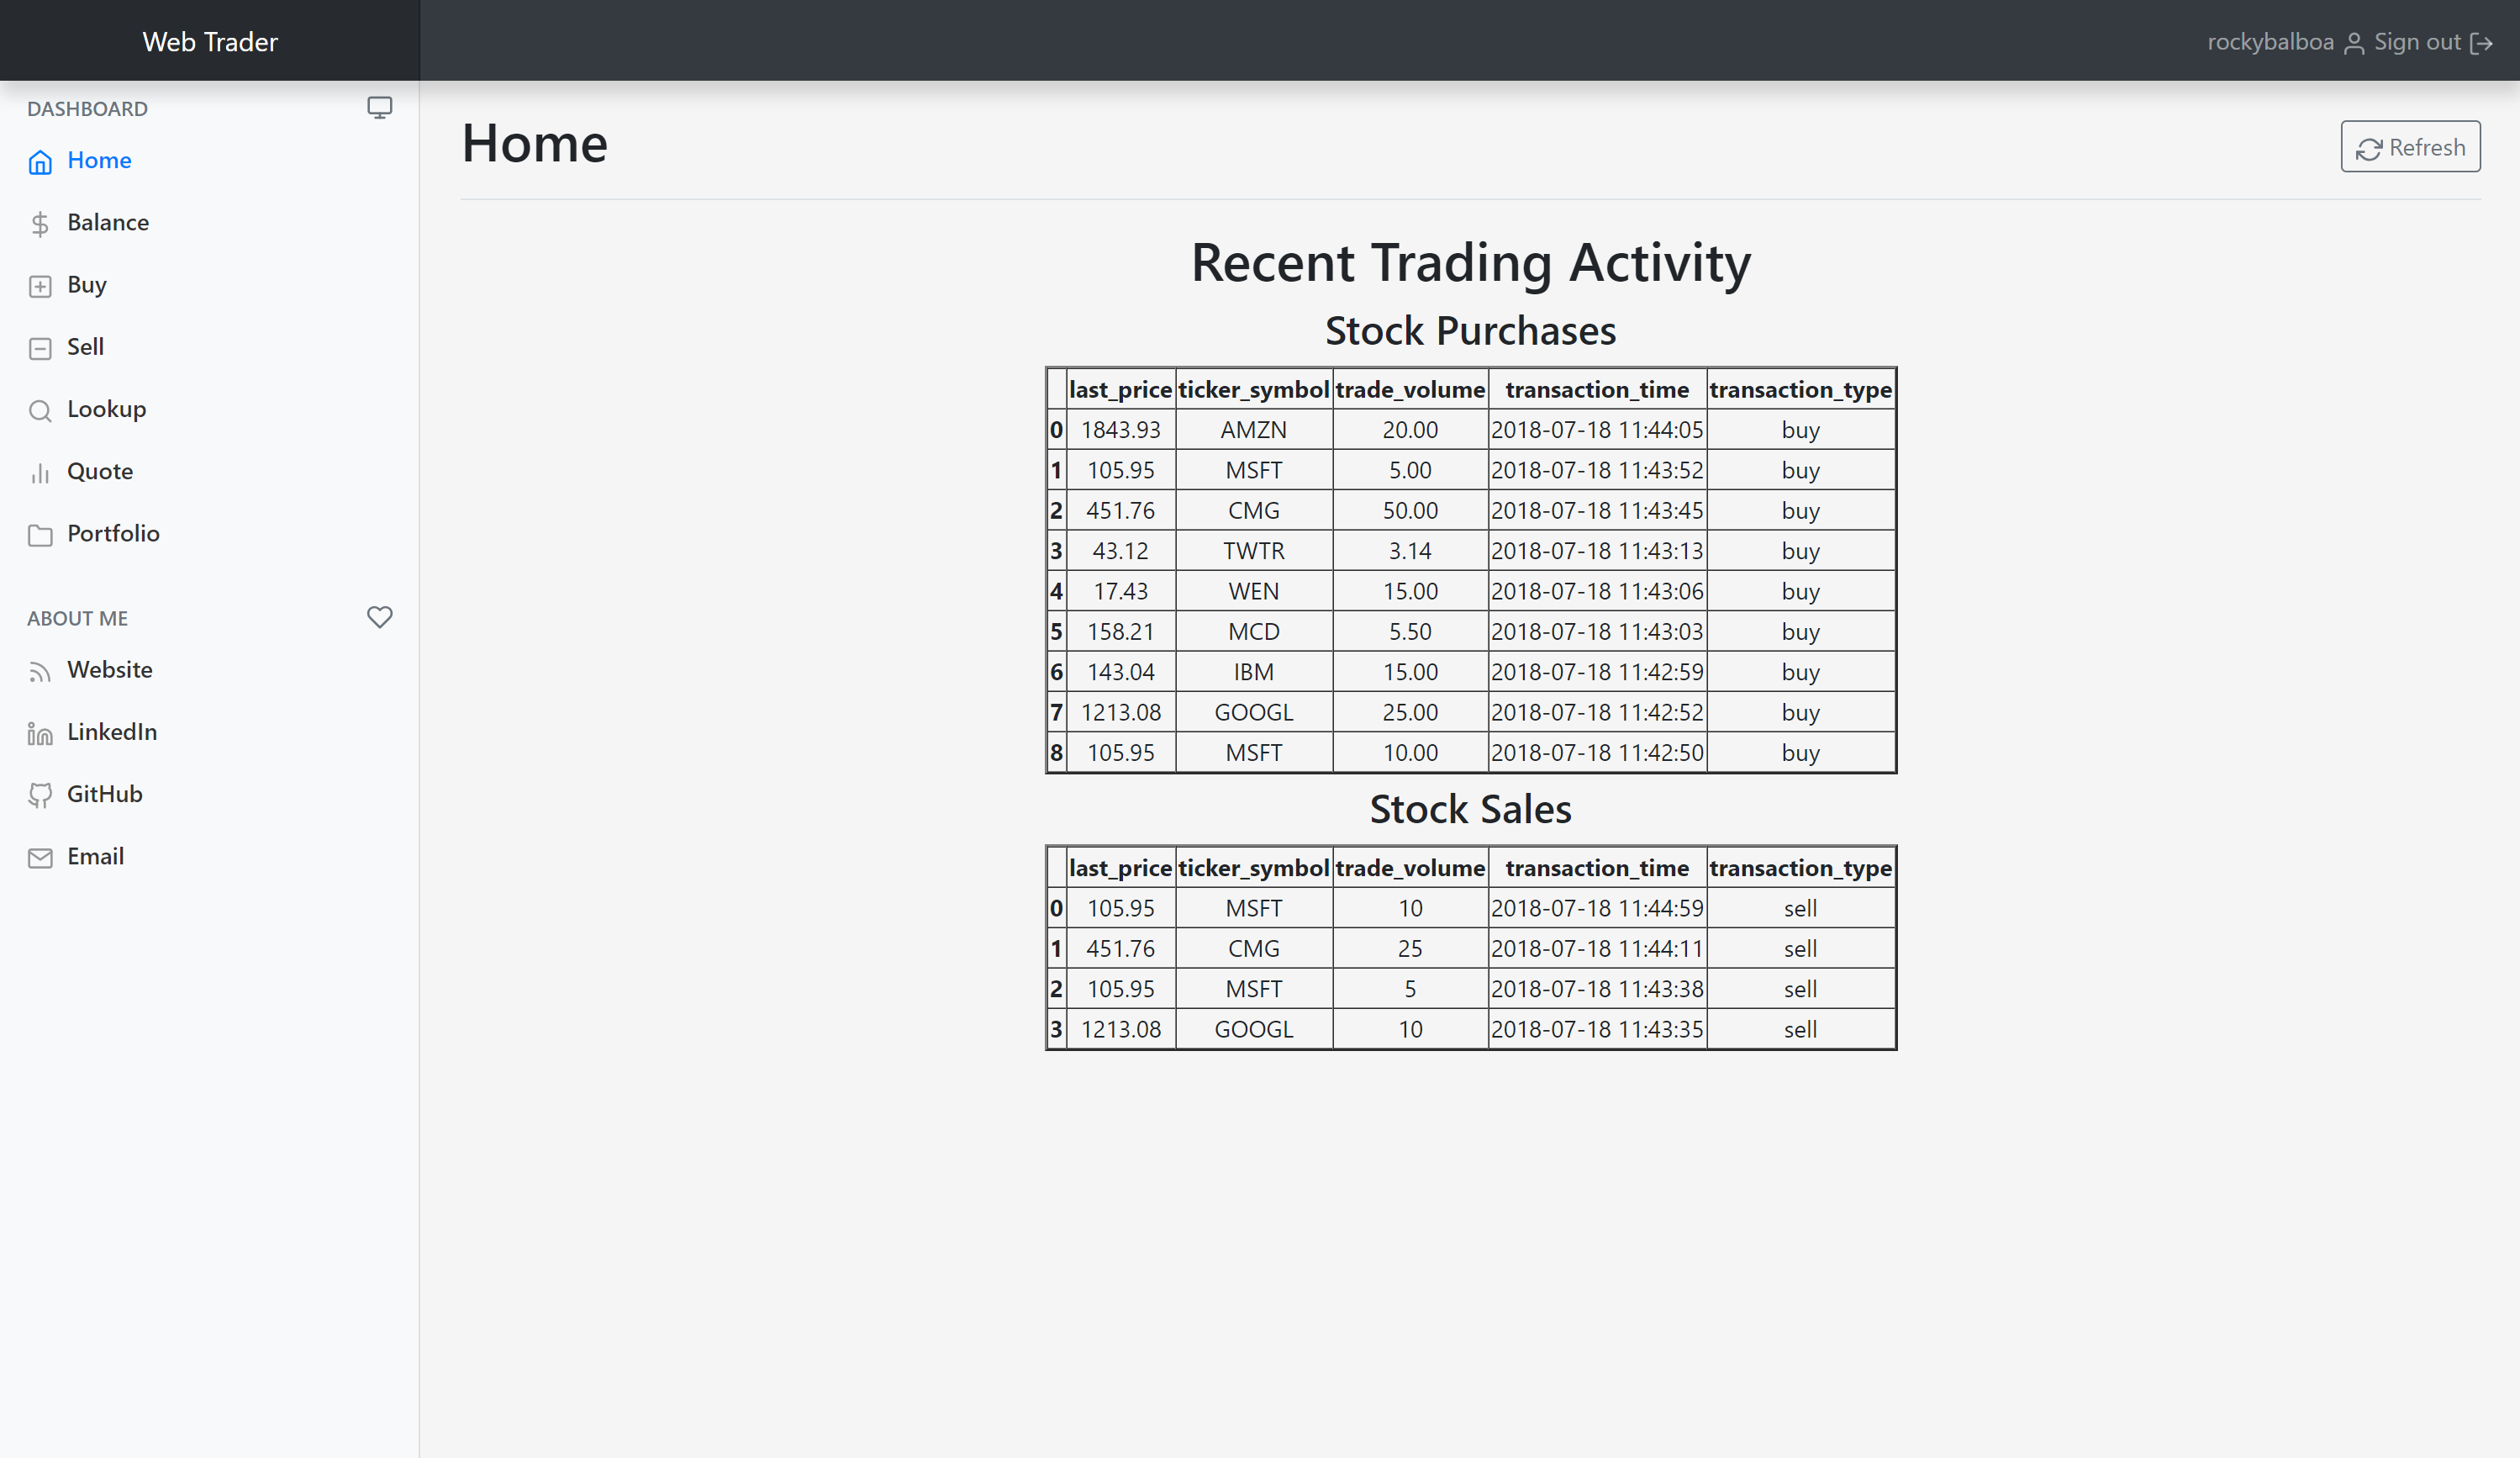 Web Trader
rockybalboa Sign out
DASHBOARD
Home
Balance
Buy
Sell
Lookup
Quote
Portfolio
ABOUT ME
Website
LinkedIn
GitHub
Email
Home
Refresh
Recent Trading Activity
Stock Purchases
last_price ticker_symbol trade_volume transaction_time transaction_type
0 1843.93 AMZN 20.00 2018-07-18 11:44:05 buy
1 105.95 MSFT 5.00 2018-07-18 11:43:52 buy
2 451.76 CMG 50.00 2018-07-18 11:43:45 buy
3 43.12 TWTR 3.14 2018-07-18 11:43:13 buy
4 17.43 WEN 15.00 2018-07-18 11:43:06 buy
5 158.21 MCD 5.50 2018-07-18 11:43:03 buy
6 143.04 IBM 15.00 2018-07-18 11:42:59 buy
7 1213.08 GOOGL 25.00 2018-07-18 11:42:52 buy
8 105.95 MSFT 10.00 2018-07-18 11:42:50 buy
Stock Sales
last_price ticker_symbol trade_volume transaction_time transaction_type
0 105.95 MSFT 10 2018-07-18 11:44:59 sell
1 451.76 CMG 25 2018-07-18 11:44:11 sell
2 105.95 MSFT 5 2018-07-18 11:43:38 sell
3 1213.08 GOOGL 10 2018-07-18 11:43:35 sell